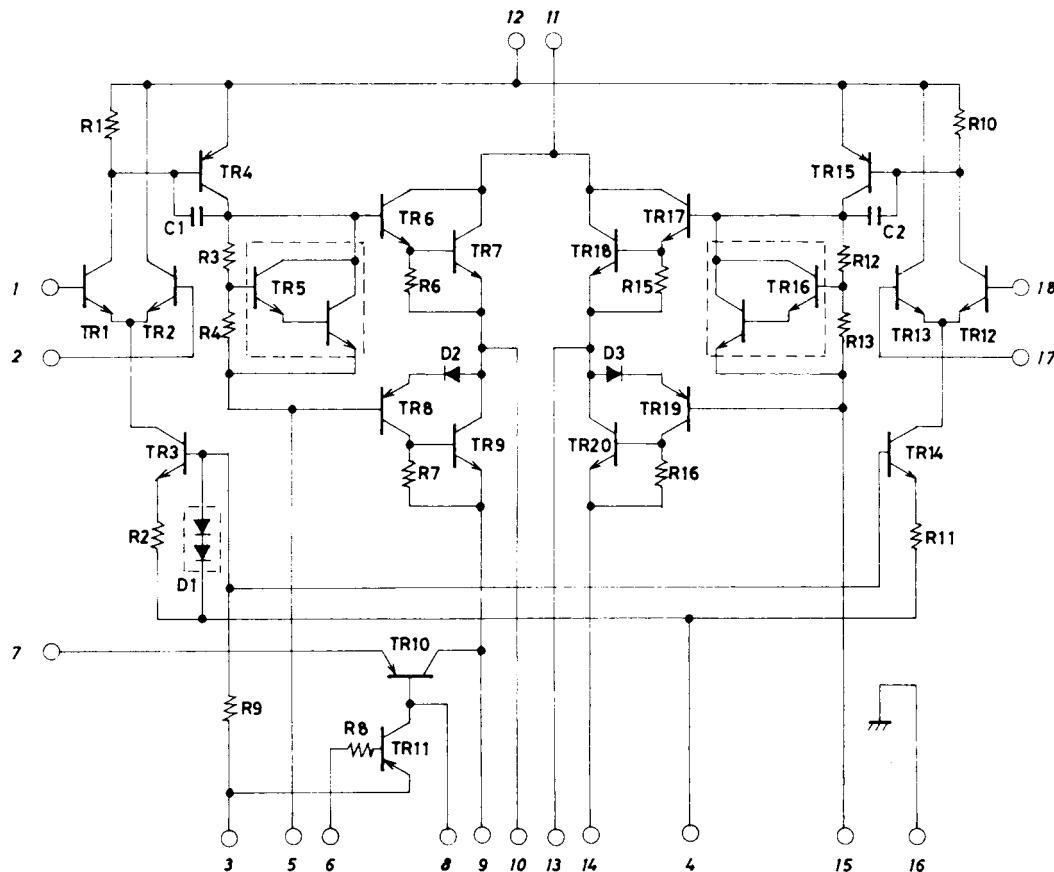 12 11
R1 R10
TR4 TR15
C1 TR6 TR17 C2
R3 TR7 TR18 R12
1 TR5 R6 R15 TR16 18
R4 R13
TR1 TR2 TR13 TR12
2 D2 D3 17
TR8 TR19
TR3 TR9 TR20 TR14
R7 R16
R2 R11
D1
7 TR10
R9 R8
TR11
3 5 6 8 9 10 13 14 4 15 16